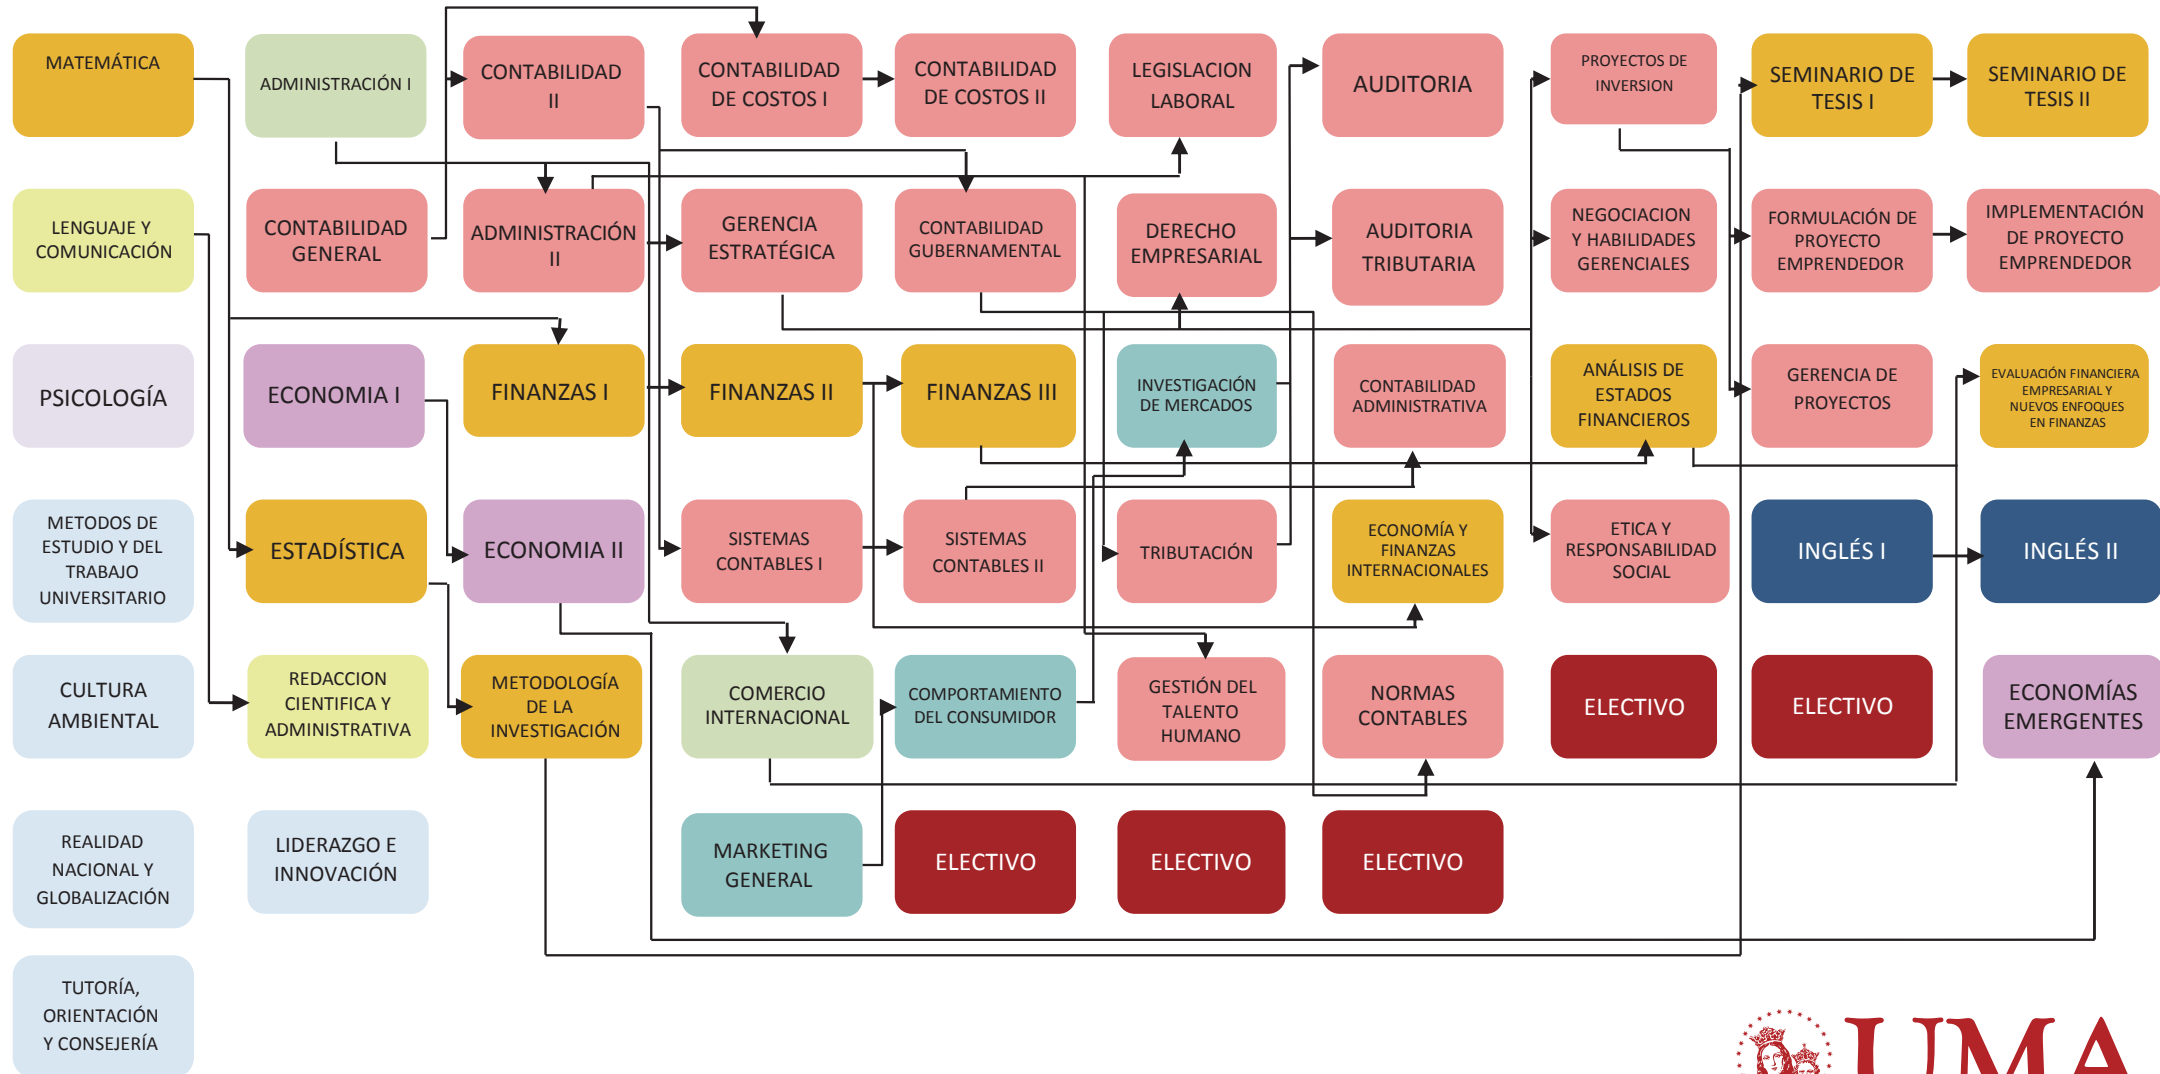 MATEMÁTICA
LENGUAJE Y
COMUNICACIÓN
PSICOLOGÍA
METODOS DE
ESTUDIO Y DEL
TRABAJO
UNIVERSITARIO
CULTURA
AMBIENTAL
REALIDAD
NACIONAL Y
GLOBALIZACIÓN
TUTORÍA,
ORIENTACIÓN
Y CONSEJERÍA
ADMINISTRACIÓN I
CONTABILIDAD
GENERAL
ECONOMIA I
ESTADÍSTICA
REDACCION
CIENTIFICA Y
ADMINISTRATIVA
LIDERAZGO E
INNOVACIÓN
CONTABILIDAD
II
ADMINISTRACIÓN
II
FINANZAS I
ECONOMIA II
METODOLOGÍA
DE LA
INVESTIGACIÓN
CONTABILIDAD
DE COSTOS I
GERENCIA
ESTRATÉGICA
FINANZAS II
SISTEMAS
CONTABLES I
COMERCIO
INTERNACIONAL
MARKETING
GENERAL
CONTABILIDAD
DE COSTOS II
CONTABILIDAD
GUBERNAMENTAL
FINANZAS III
SISTEMAS
CONTABLES II
COMPORTAMIENTO
DEL CONSUMIDOR
ELECTIVO
LEGISLACION
LABORAL
DERECHO
EMPRESARIAL
INVESTIGACIÓN
DE MERCADOS
TRIBUTACIÓN
GESTIÓN DEL
TALENTO
HUMANO
ELECTIVO
AUDITORIA
AUDITORIA
TRIBUTARIA
CONTABILIDAD
ADMINISTRATIVA
ECONOMÍA Y
FINANZAS
INTERNACIONALES
NORMAS
CONTABLES
ELECTIVO
PROYECTOS DE
INVERSION
NEGOCIACION
Y HABILIDADES
GERENCIALES
ANÁLISIS DE
ESTADOS
FINANCIEROS
ETICA Y
RESPONSABILIDAD
SOCIAL
ELECTIVO
SEMINARIO DE
TESIS I
FORMULACIÓN DE
PROYECTO
EMPRENDEDOR
GERENCIA DE
PROYECTOS
INGLÉS I
ELECTIVO
SEMINARIO DE
TESIS II
IMPLEMENTACIÓN
DE PROYECTO
EMPRENDEDOR
EVALUACIÓN FINANCIERA
EMPRESARIAL Y
NUEVOS ENFOQUES
EN FINANZAS
INGLÉS II
ECONOMÍAS
EMERGENTES
UMA